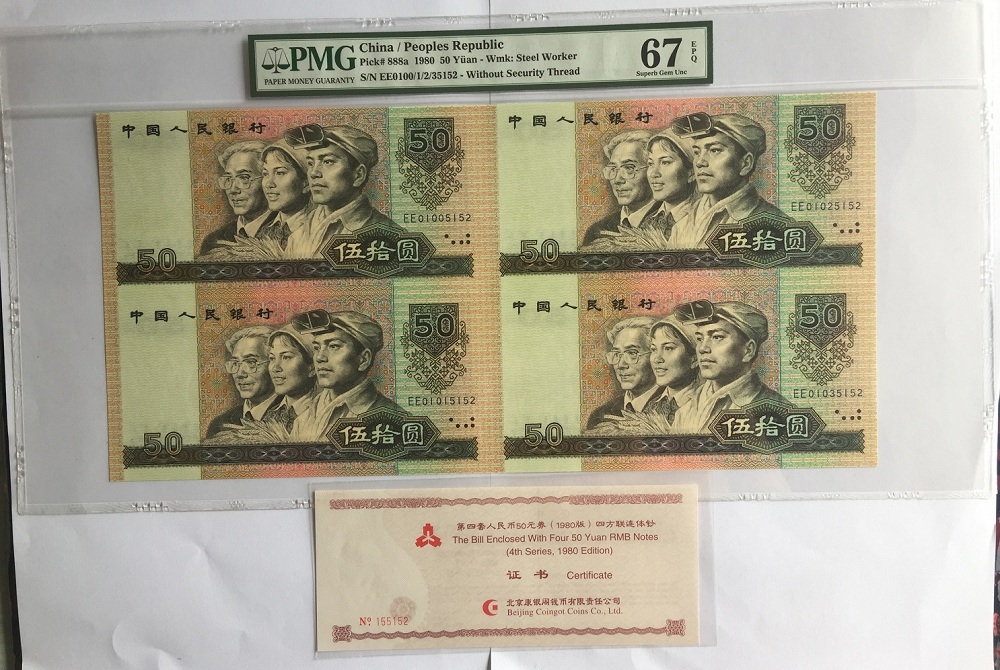 PMG
PAPER MONEY GUARANTY
China / Peoples Republic
Pick# 888a 1980 50 Yüan - Wmk: Steel Worker
S/N EE0100/1/2/35152 - Without Security Thread
67
EPQ
Superb Gem Unc
中国人民银行
50
EE01005152
50
伍拾圆
中国人民银行
50
EE01025152
50
伍拾圆
中国人民银行
50
EE01015152
50
伍拾圆
中国人民银行
50
EE01035152
50
伍拾圆
第四套人民币50元券（1980版）四方联连体钞
The Bill Enclosed With Four 50 Yuan RMB Notes
(4th Series, 1980 Edition)
证书 Certificate
北京康银阁钱币有限责任公司
Beijing Coingot Coins Co., Ltd.
Nº 155152